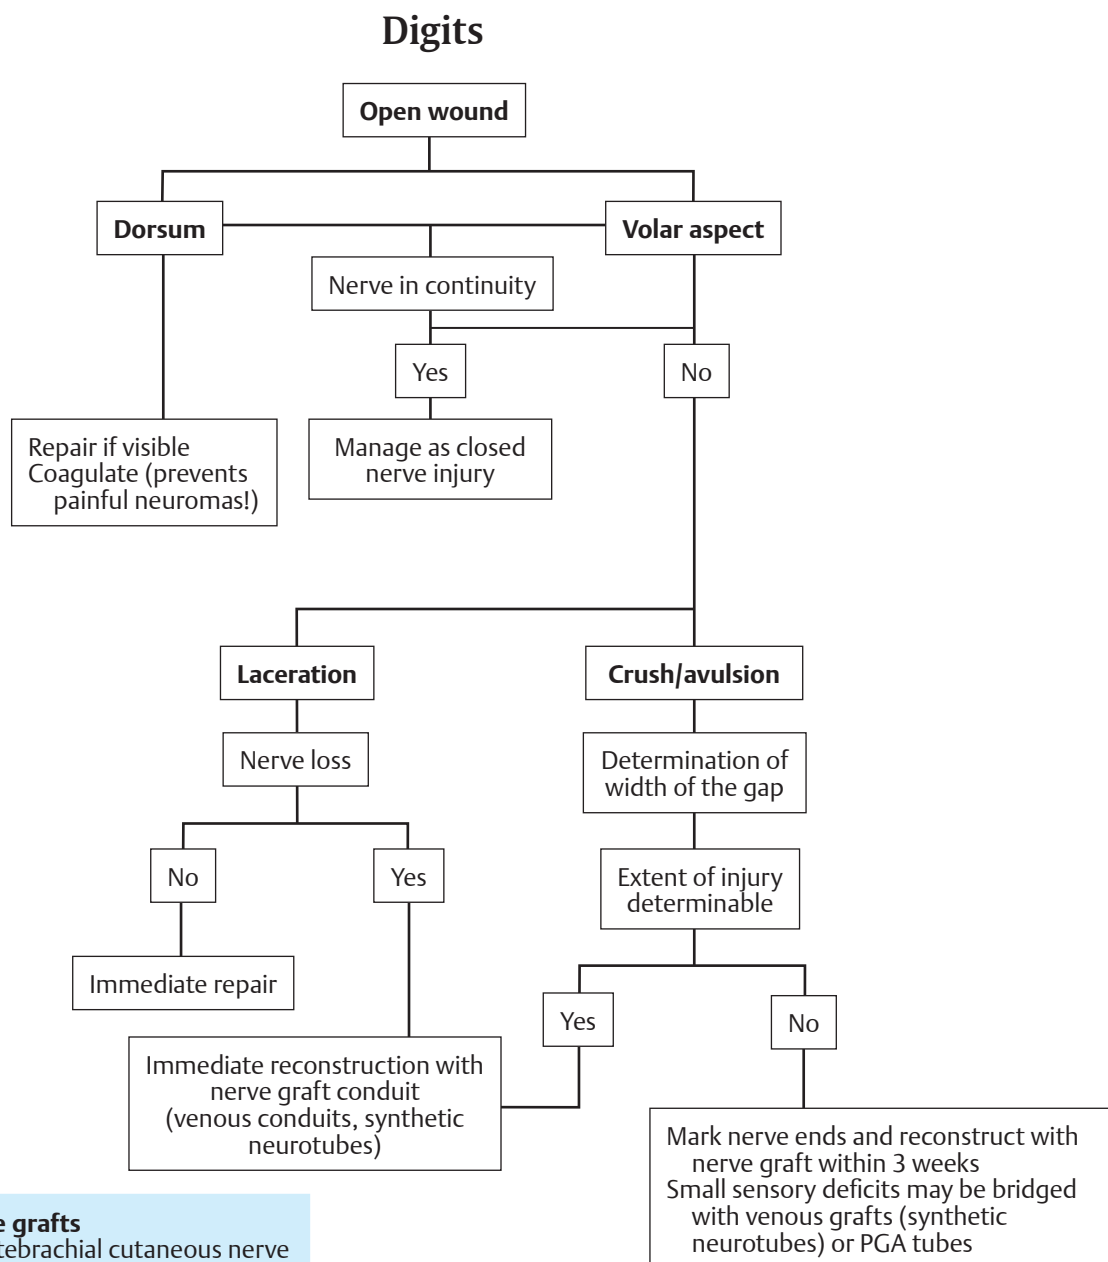 Digits
Open wound
Dorsum
Volar aspect
Nerve in continuity
Yes
No
Repair if visible
Coagulate (prevents
painful neuromas!)
Manage as closed
nerve injury
Laceration
Crush/avulsion
Nerve loss
Determination of
width of the gap
No
Yes
Extent of injury
determinable
Immediate repair
Yes
No
Immediate reconstruction with
nerve graft conduit
(venous conduits, synthetic
neurotubes)
Mark nerve ends and reconstruct with
nerve graft within 3 weeks
Small sensory deficits may be bridged
with venous grafts (synthetic
neurotubes) or PGA tubes
e grafts
tebrachial cutaneous nerve